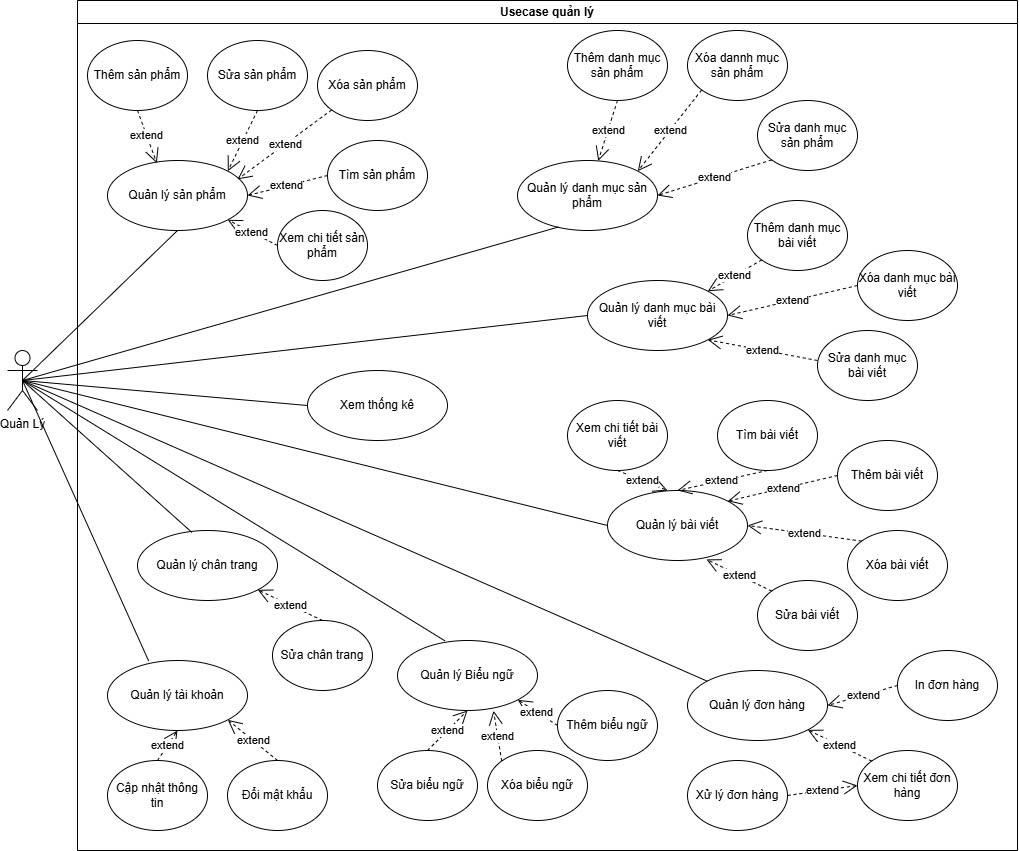 Usecase quản lý
Thêm sản phẩm
Sửa sản phẩm
Xóa sản phẩm
extend
extend
extend
Quản lý sản phẩm
extend
Tìm sản phẩm
extend
Xem chi tiết sản
phẩm
Thêm danh mục
sản phẩm
Xóa dannh mục
sản phẩm
Sửa danh mục
sản phẩm
extend
extend
extend
Quản lý danh mục sản
phẩm
Thêm danh mục
bài viết
extend
Xóa danh mục bài
viết
extend
Quản lý danh mục bài
viết
extend
Sửa danh mục
bài viết
Quản Lý
Xem thống kê
Xem chi tiết bài
viết
Tìm bài viết
Thêm bài viết
extend
extend
extend
Quản lý bài viết
extend
Xóa bài viết
extend
Sửa bài viết
Quản lý chân trang
extend
Sửa chân trang
Quản lý tài khoản
extend
extend
Cập nhật thông
tin
Đổi mật khẩu
Quản lý Biểu ngữ
extend
extend
extend
Thêm biểu ngữ
Sửa biểu ngữ
Xóa biểu ngữ
Quản lý đơn hàng
extend
In đơn hàng
extend
Xem chi tiết đơn
hàng
extend
Xử lý đơn hàng